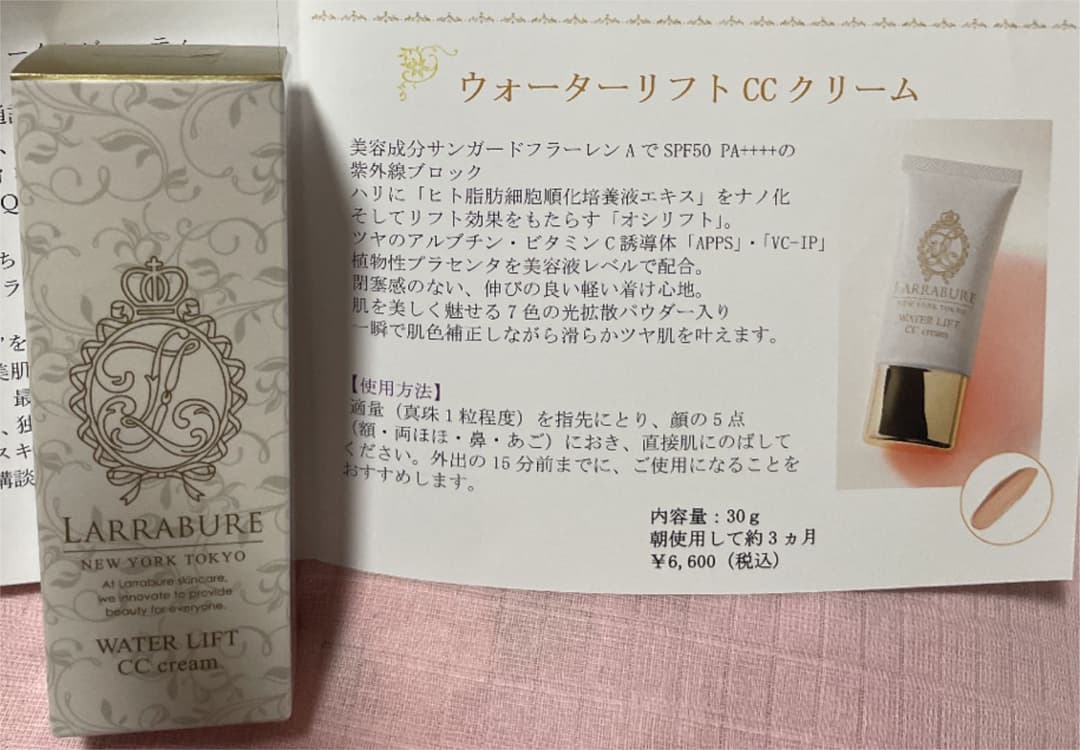 ウォーターリフト CC クリーム
美容成分サンガードフラーレン A で SPF50 PA++++の
紫外線ブロック
ハリに「ヒト脂肪細胞順化培養液エキス」をナノ化
そしてリフト効果をもたらす「オシリフト」。
ツヤのアルブチン・ビタミン C 誘導体「APPS」・「VC-IP」
植物性プラセンタを美容液レベルで配合。
閉塞感のない、伸びの良い軽い着け心地。
肌を美しく魅せる７色の光拡散パウダー入り
一瞬で肌色補正しながら滑らかツヤ肌を叶えます。
【使用方法】
適量（真珠１粒程度）を指先にとり、顔の５点
（額・両ほほ・鼻・あご）におき、直接肌にのばして
ください。外出の 15 分前までに、ご使用になることを
おすすめします。
内容量：30ｇ
朝使用して約３ヵ月
￥6,600（税込）
LARRABURE
NEW YORK TOKYO
At Larrabure skincare,
we innovate to provide
beauty for everyone.
WATER LIFT
CC cream
LARRABURE
NEW YORK TOKYO
WATER LIFT
CC cream